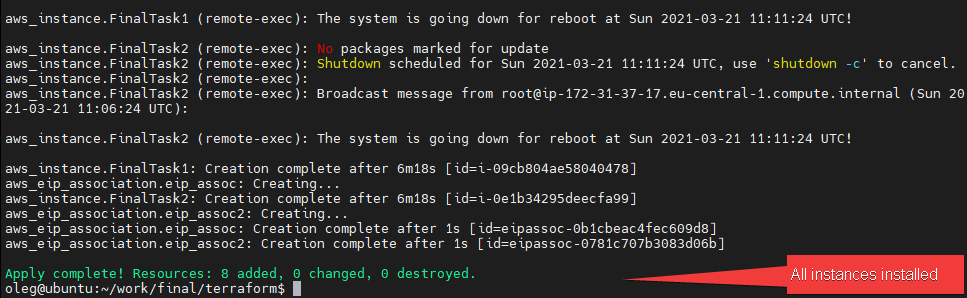 aws_instance.FinalTask1 (remote-exec): The system is going down for reboot at Sun 2021-03-21 11:11:24 UTC!
aws_instance.FinalTask2 (remote-exec): No packages marked for update
aws_instance.FinalTask2 (remote-exec): Shutdown scheduled for Sun 2021-03-21 11:11:24 UTC, use 'shutdown -c' to cancel.
aws_instance.FinalTask2 (remote-exec):
aws_instance.FinalTask2 (remote-exec): Broadcast message from root@ip-172-31-37-17.eu-central-1.compute.internal (Sun 20
21-03-21 11:06:24 UTC):
aws_instance.FinalTask2 (remote-exec): The system is going down for reboot at Sun 2021-03-21 11:11:24 UTC!
aws_instance.FinalTask1: Creation complete after 6m18s [id=i-09cb804ae58040478]
aws_eip_association.eip_assoc: Creating...
aws_instance.FinalTask2: Creation complete after 6m18s [id=i-0e1b34295deecfa99]
aws_eip_association.eip_assoc2: Creating...
aws_eip_association.eip_assoc: Creation complete after 1s [id=eipassoc-0b1cbeac4fec609d8]
aws_eip_association.eip_assoc2: Creation complete after 1s [id=eipassoc-0781c707b3083d06b]
Apply complete! Resources: 8 added, 0 changed, 0 destroyed.
All instances installed
oleg@ubuntu:~/work/final/terraform$